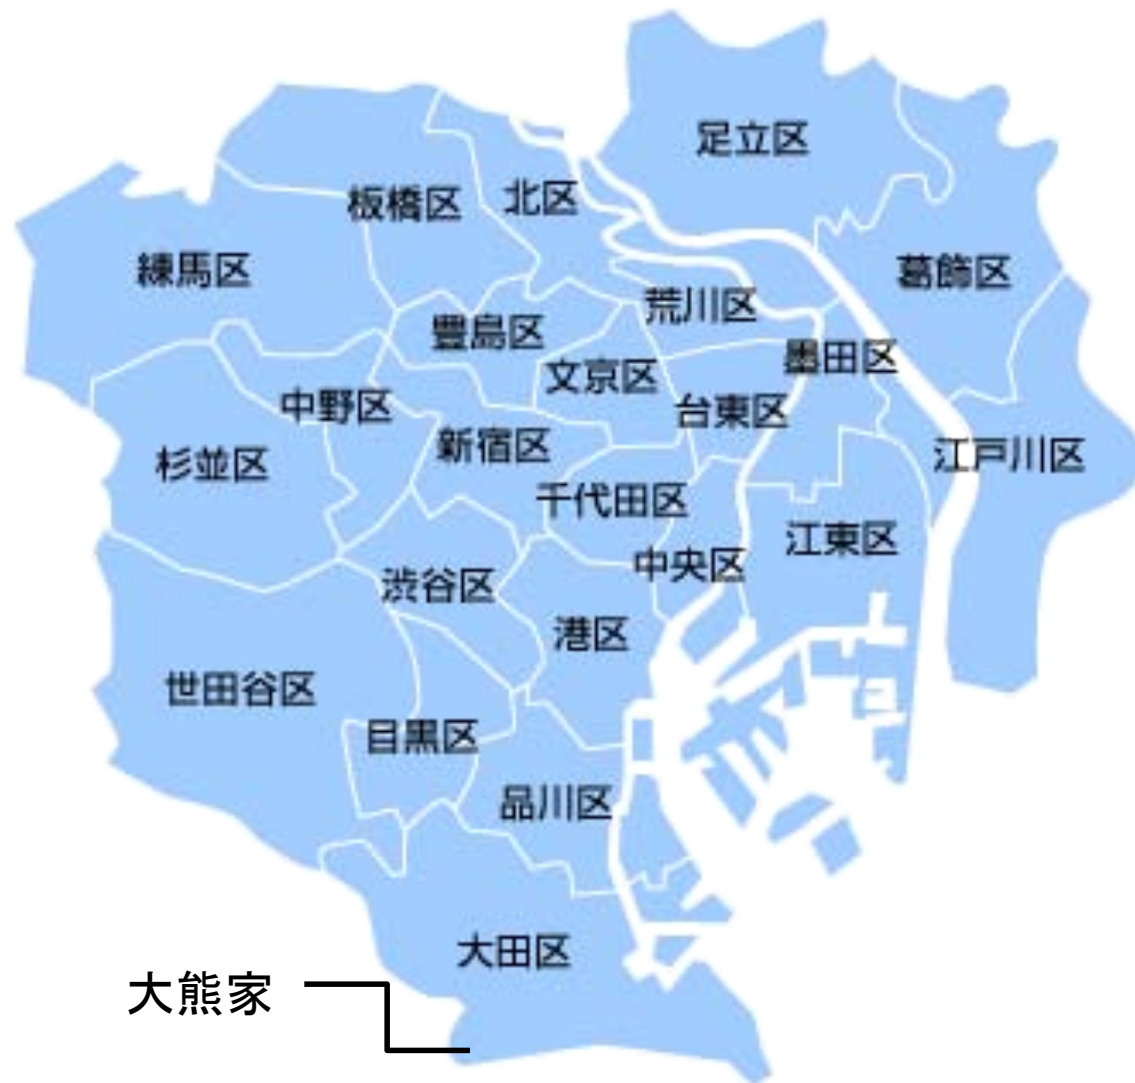 足立区
板橋区
北区
練馬区
葛飾区
荒川区
豊島区
墨田区
文京区
中野区
台東区
新宿区
杉並区
江戸川区
千代田区
江東区
中央区
渋谷区
港区
世田谷区
目黒区
品川区
大田区
大熊家